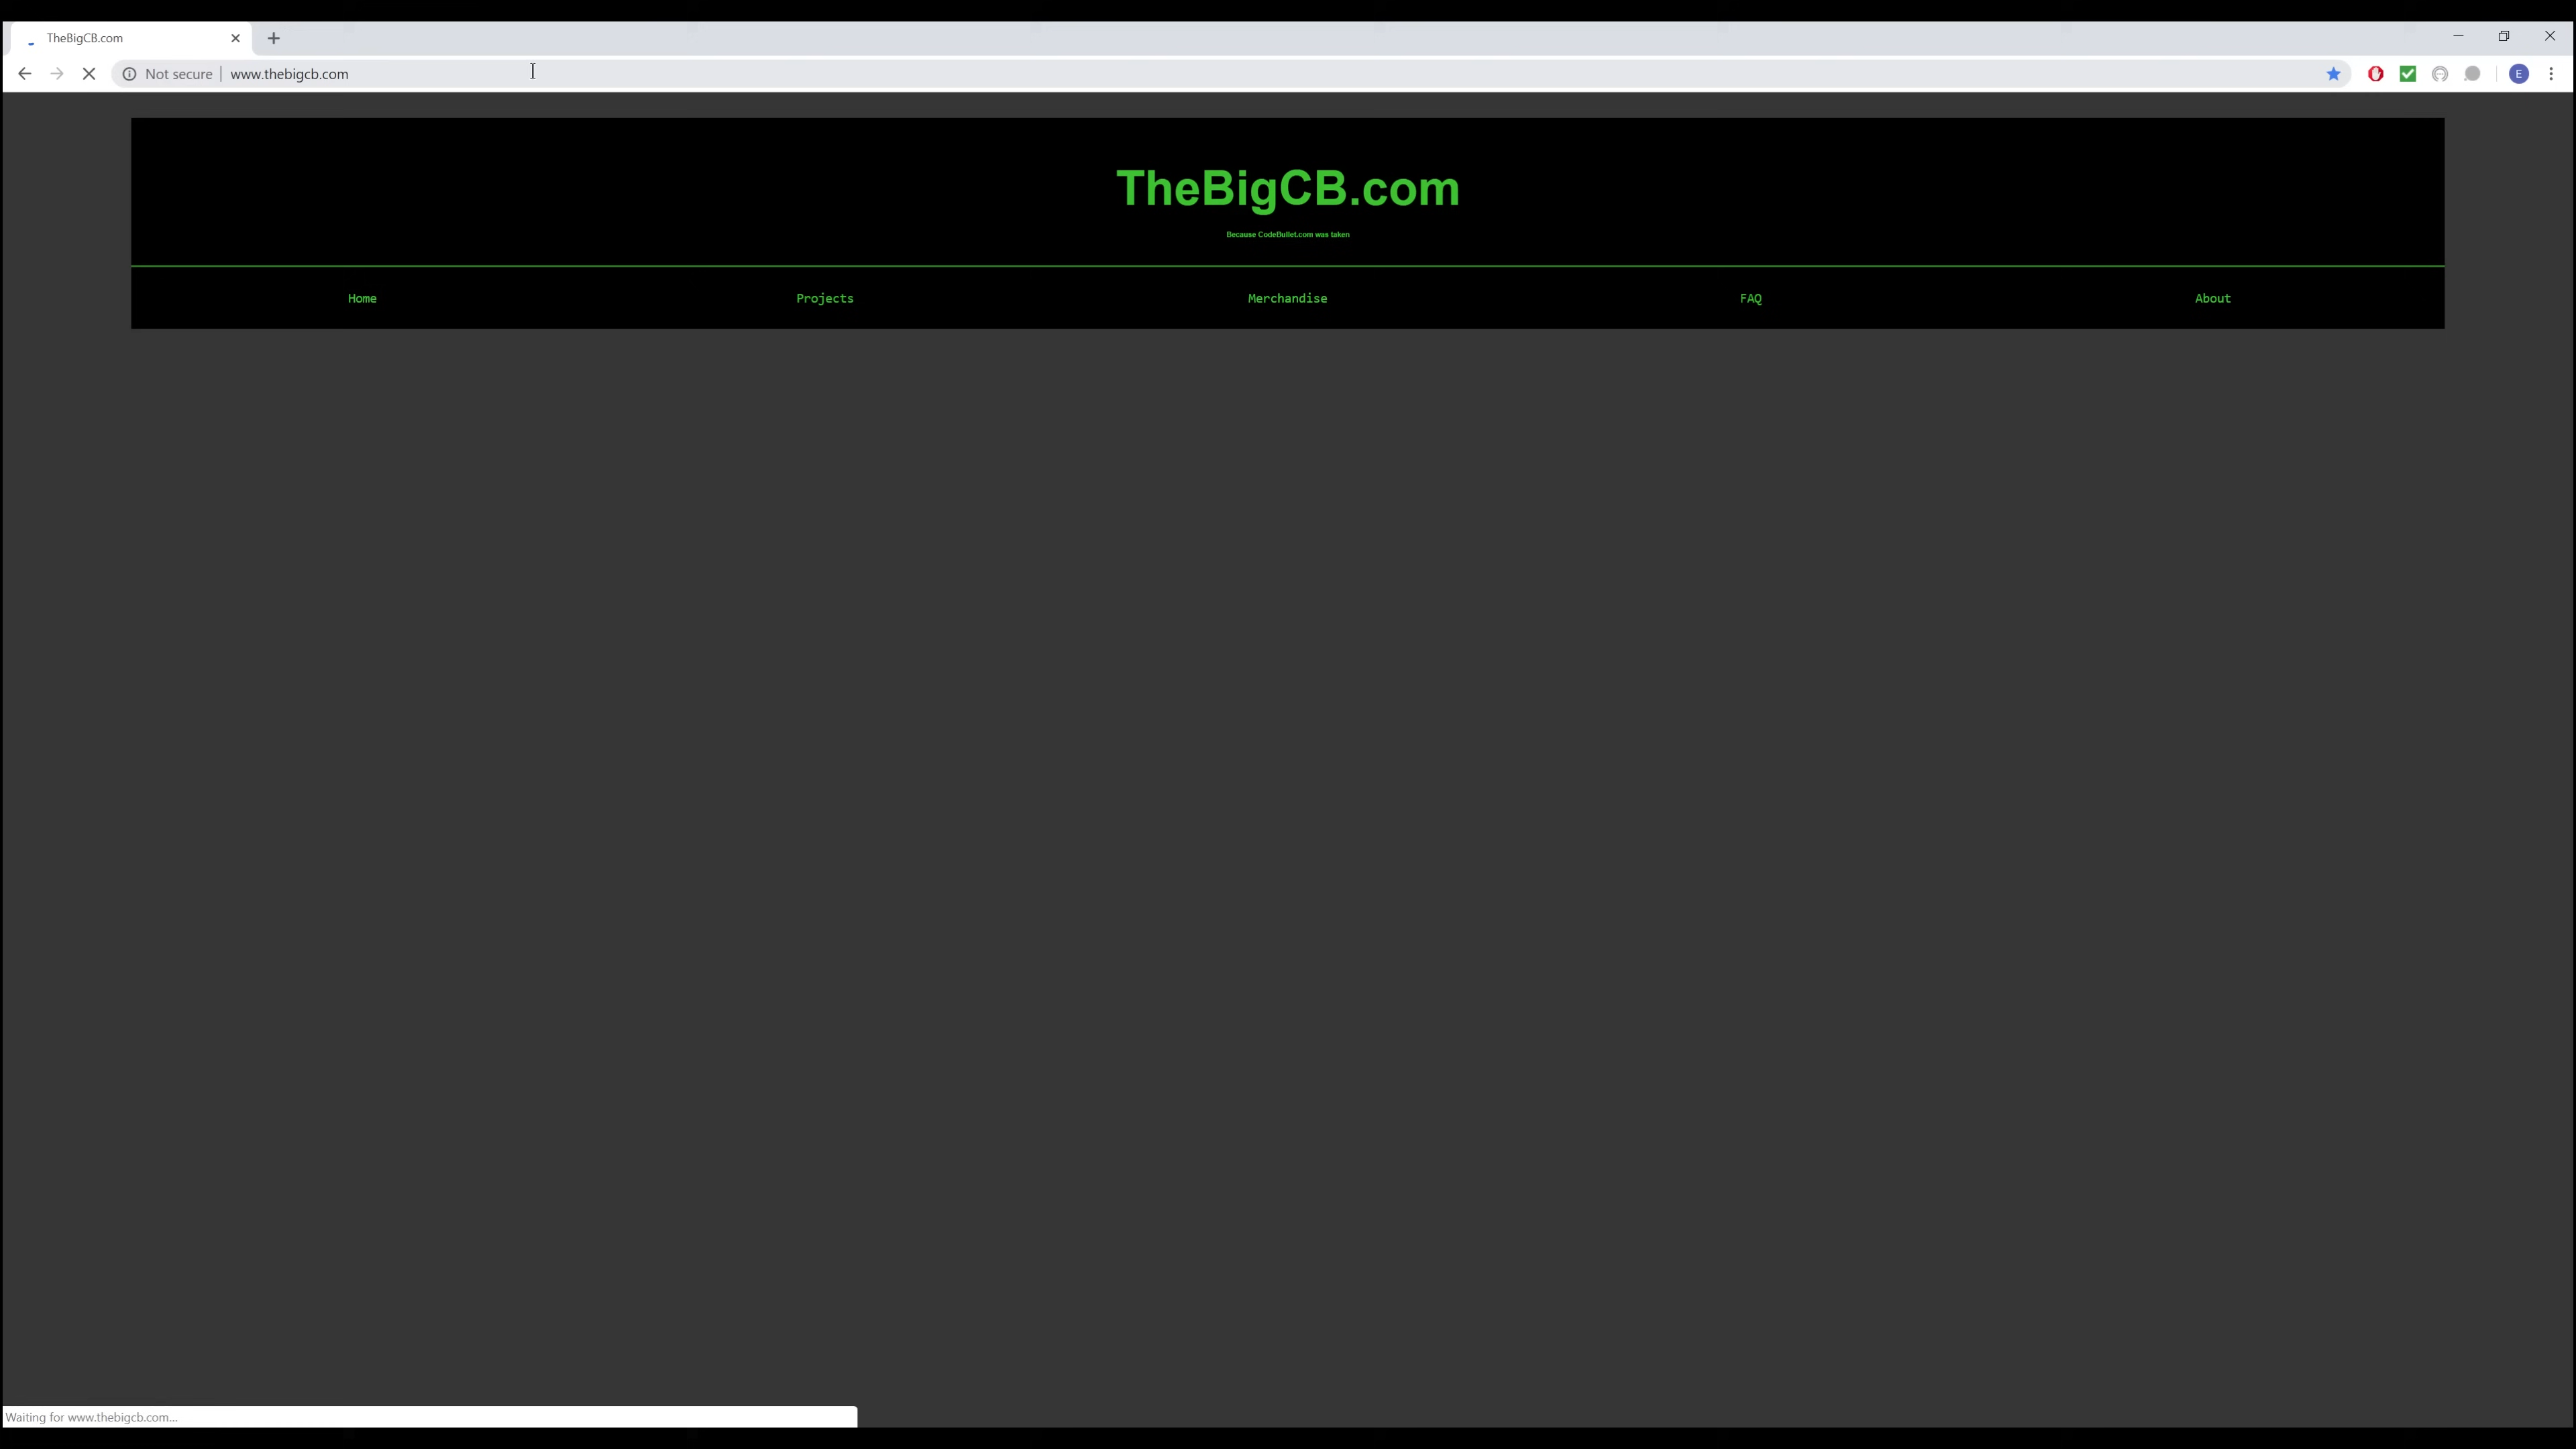 TheBigCB.com
Not secure | www.thebigcb.com
E
TheBigCB.com
Because CodeBullet.com was taken
Home Projects Merchandise FAQ About
Waiting for www.thebigcb.com...